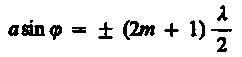 a sin φ = ± (2m + 1) λ/2